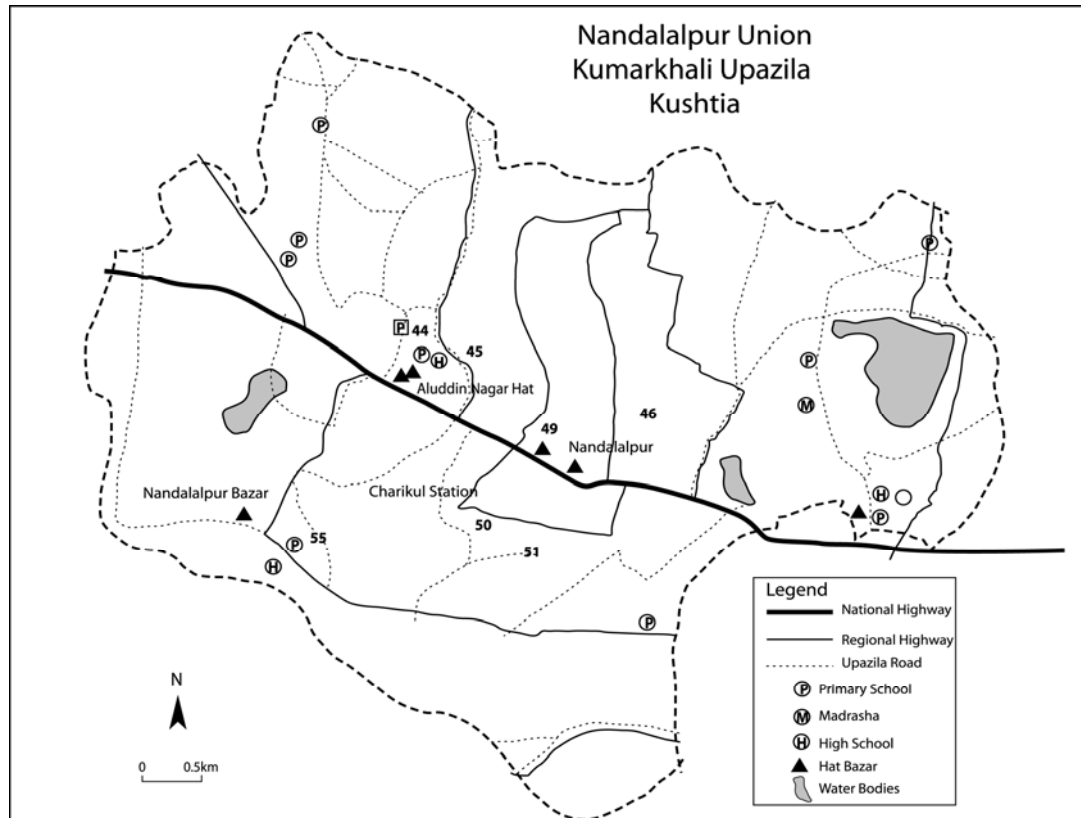 Nandalalpur Union
Kumarkhali Upazila
Kushtia
P
P
P
P
P
44
45
P
H
P
Aluddin Nagar Hat
M
46
49
Nandalalpur
Nandalalpur Bazar
Charikul Station
H
P
50
51
55
P
H
P
N
0 0.5km
Legend
National Highway
Regional Highway
Upazila Road
P Primary School
M Madrasha
H High School
Hat Bazar
Water Bodies